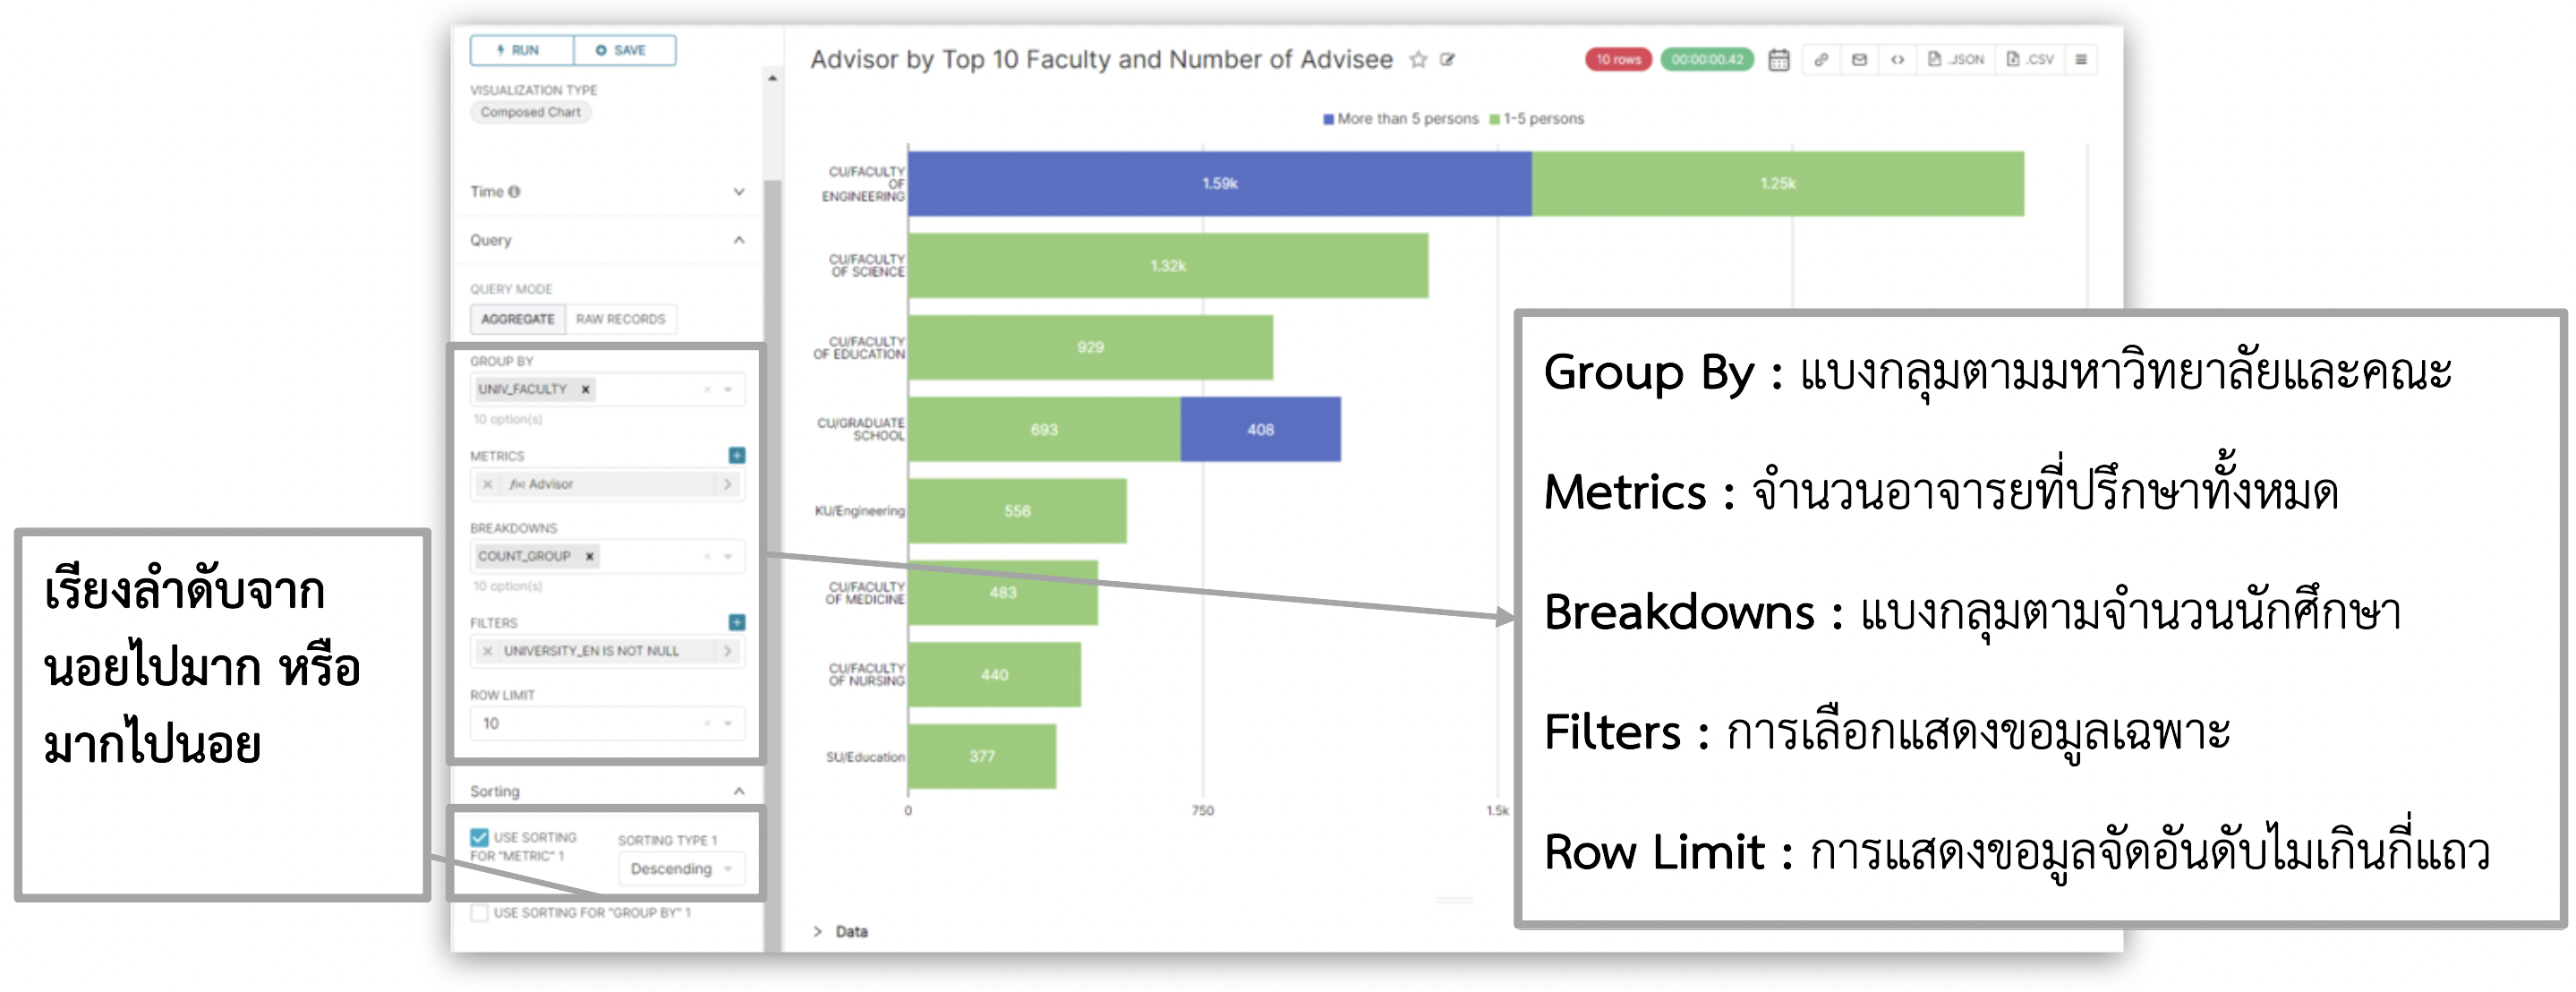 RUN
SAVE
VISUALIZATION TYPE
Composed Chart
Time
Query
QUERY MODE
AGGREGATE
RAW RECORDS
GROUP BY
UNIV_FACULTY
10 option(s)
METRICS
f(x) Advisor
BREAKDOWNS
COUNT_GROUP
10 option(s)
FILTERS
UNIVERSITY_EN IS NOT NULL
ROW LIMIT
10
Sorting
USE SORTING
FOR "METRIC" 1
SORTING TYPE 1
Descending
USE SORTING FOR "GROUP BY" 1
Advisor by Top 10 Faculty and Number of Advisee
10 rows
00:00:00.42
.JSON
.CSV
More than 5 persons
1-5 persons
CU/FACULTY
OF
ENGINEERING
1.59k
1.25k
CU/FACULTY
OF SCIENCE
1.32k
CU/FACULTY
OF EDUCATION
929
CU/GRADUATE
SCHOOL
693
408
KU/Engineering
556
CU/FACULTY
OF MEDICINE
483
CU/FACULTY
OF NURSING
440
SU/Education
377
0
750
1.5k
Data
เรียงลำดับจาก
นอยไปมาก หรือ
มากไปนอย
Group By : แบงกลุมตามมหาวิทยาลัยและคณะ
Metrics : จำนวนอาจารยที่ปรึกษาทั้งหมด
Breakdowns : แบงกลุมตามจำนวนนักศึกษา
Filters : การเลือกแสดงขอมูลเฉพาะ
Row Limit : การแสดงขอมูลจัดอันดับไมเกินกี่แถว